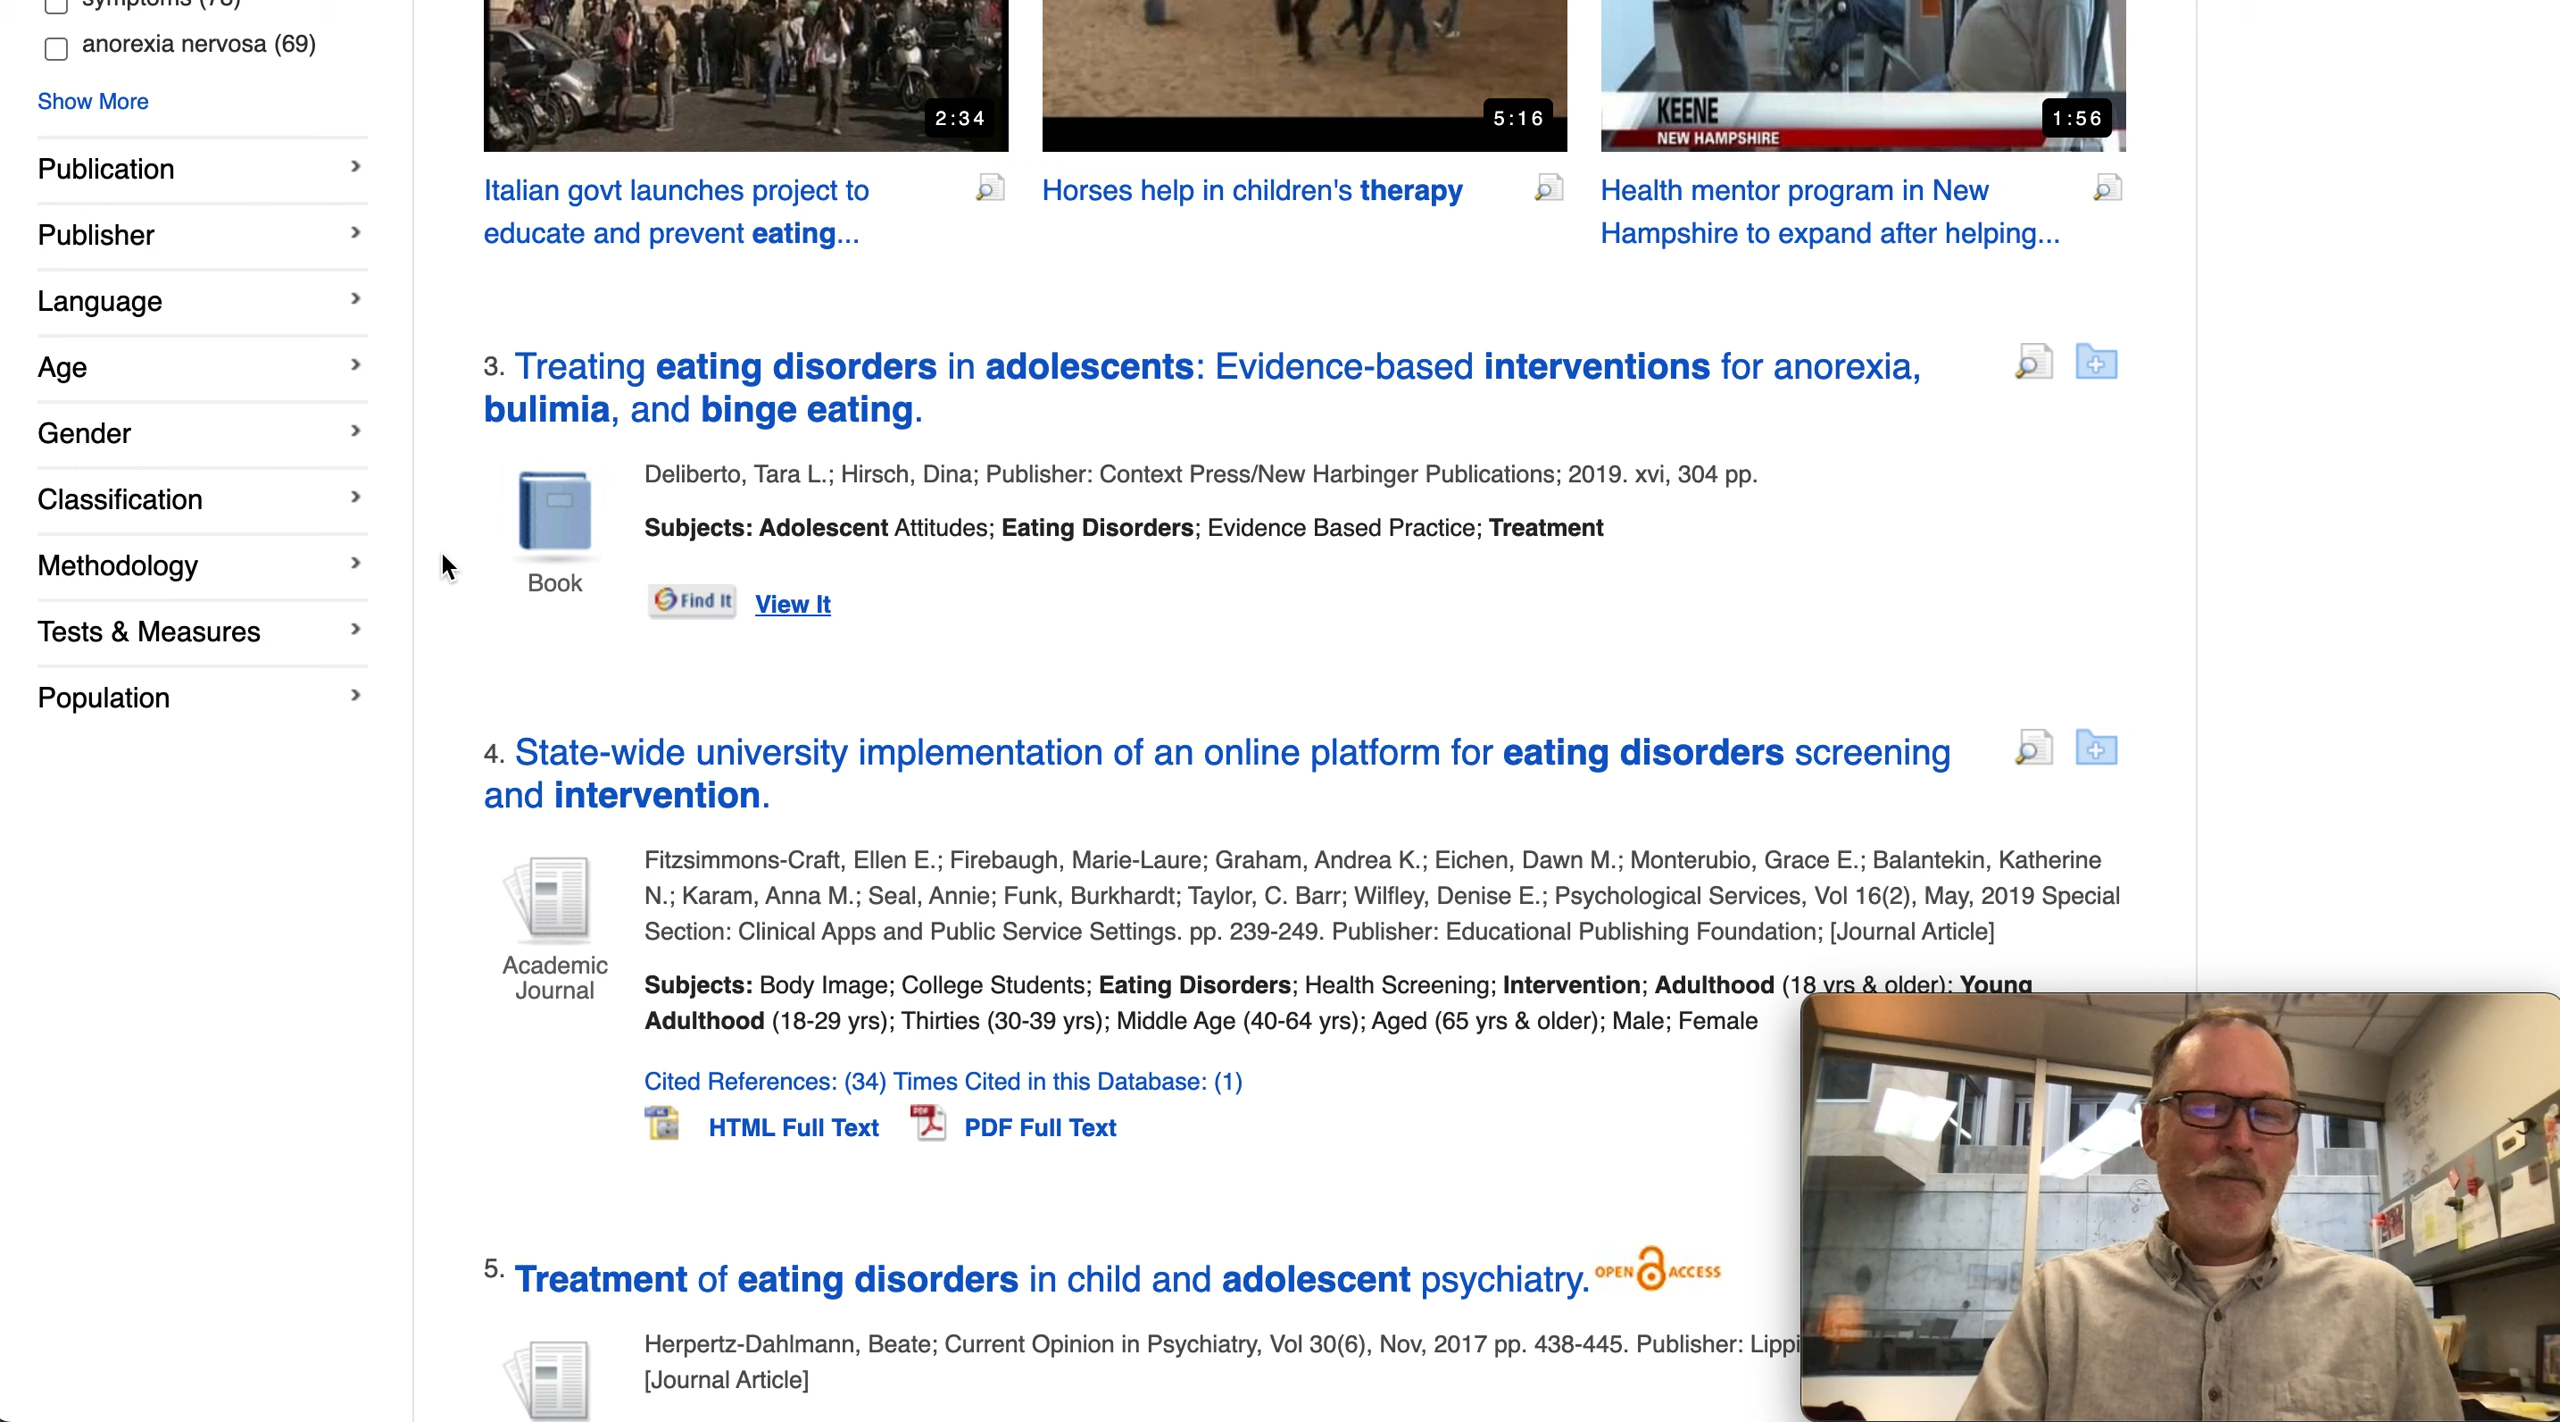 symptoms (78)
anorexia nervosa (69)
Show More
Publication
Publisher
Language
Age
Gender
Classification
Methodology
Tests & Measures
Population
2:34
5:16
KEENE
NEW HAMPSHIRE
1:56
Italian govt launches project to
educate and prevent eating...
Horses help in children's therapy
Health mentor program in New
Hampshire to expand after helping...
3. Treating eating disorders in adolescents: Evidence-based interventions for anorexia,
bulimia, and binge eating.
Book
Deliberto, Tara L.; Hirsch, Dina; Publisher: Context Press/New Harbinger Publications; 2019. xvi, 304 pp.
Subjects: Adolescent Attitudes; Eating Disorders; Evidence Based Practice; Treatment
Find It View It
4. State-wide university implementation of an online platform for eating disorders screening
and intervention.
Academic
Journal
Fitzsimmons-Craft, Ellen E.; Firebaugh, Marie-Laure; Graham, Andrea K.; Eichen, Dawn M.; Monterubio, Grace E.; Balantekin, Katherine
N.; Karam, Anna M.; Seal, Annie; Funk, Burkhardt; Taylor, C. Barr; Wilfley, Denise E.; Psychological Services, Vol 16(2), May, 2019 Special
Section: Clinical Apps and Public Service Settings. pp. 239-249. Publisher: Educational Publishing Foundation; [Journal Article]
Subjects: Body Image; College Students; Eating Disorders; Health Screening; Intervention; Adulthood (18 yrs & older); Young
Adulthood (18-29 yrs); Thirties (30-39 yrs); Middle Age (40-64 yrs); Aged (65 yrs & older); Male; Female
Cited References: (34) Times Cited in this Database: (1)
HTML Full Text PDF Full Text
5. Treatment of eating disorders in child and adolescent psychiatry. OPEN ACCESS
Herpertz-Dahlmann, Beate; Current Opinion in Psychiatry, Vol 30(6), Nov, 2017 pp. 438-445. Publisher: Lippi
[Journal Article]